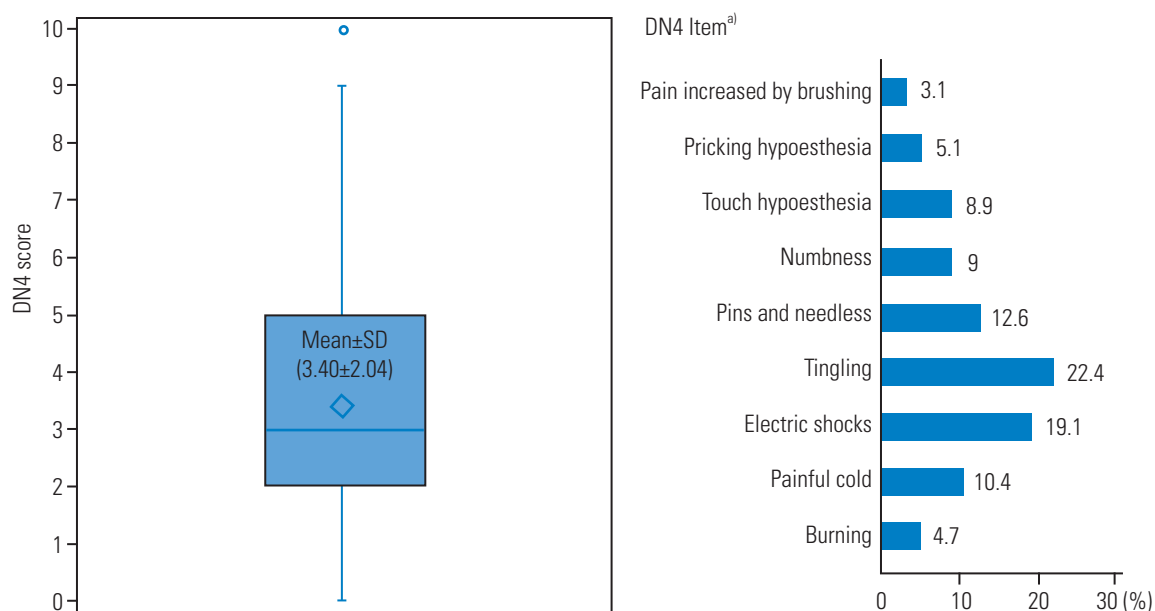 DN4 score
10
9
8
7
6
5
4
3
2
1
0
Mean±SD
(3.40±2.04)
DN4 Item a)
Pain increased by brushing 3.1
Pricking hypoesthesia 5.1
Touch hypoesthesia 8.9
Numbness 9
Pins and needless 12.6
Tingling 22.4
Electric shocks 19.1
Painful cold 10.4
Burning 4.7
0 10 20 30 (%)